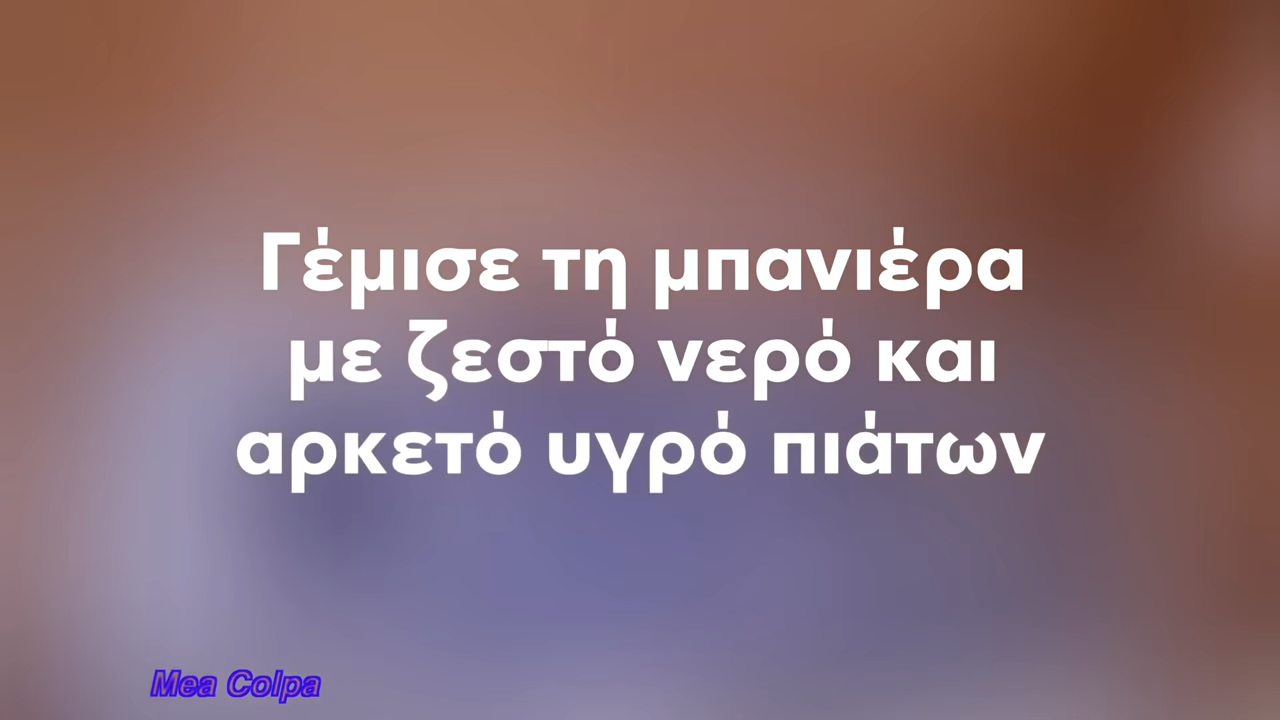 Γέμισε τη μπανιέρα
με ζεστό νερό και
αρκετό υγρό πιάτων
Mea Colpa